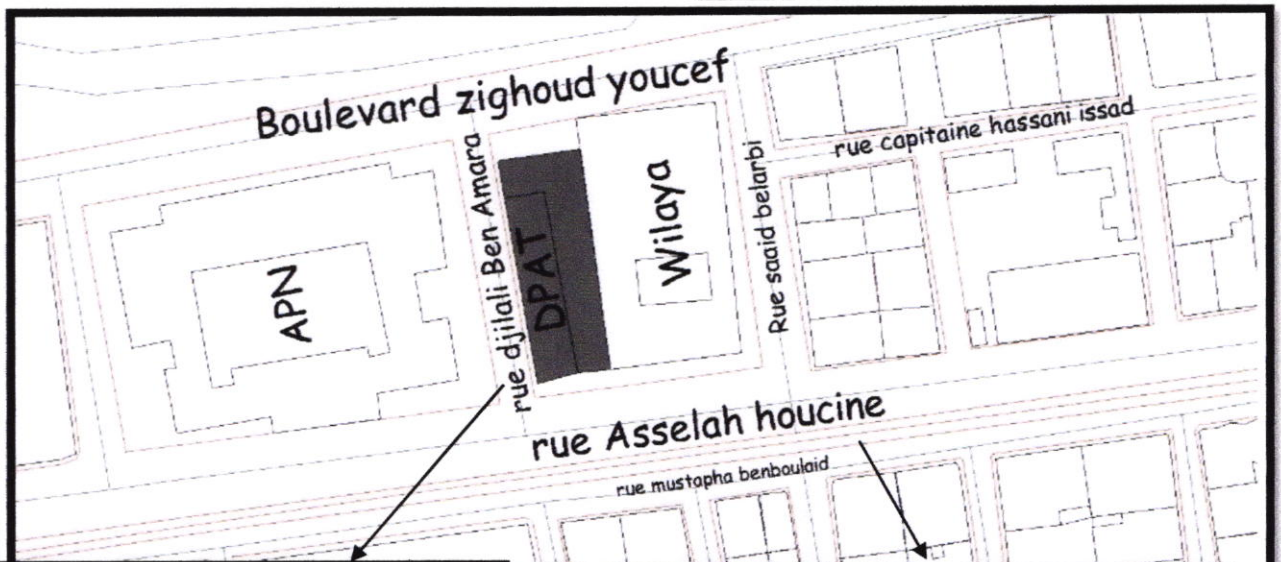 Boulevard zighoud youcef
rue capitaine hassani issad
rue djilali Ben Amara
Rue saaid belarbi
APN
DPAT
Wilaya
rue Asselah houcine
rue mustapha benboulaid